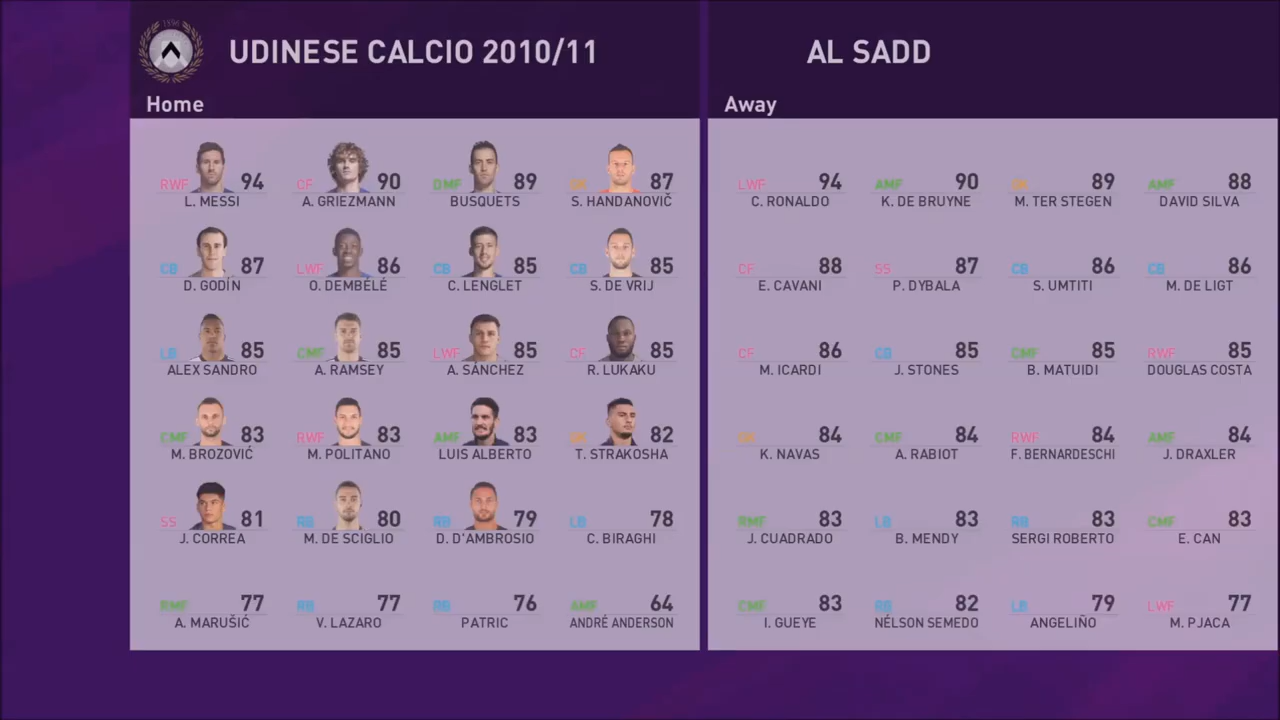 1896
UDINESE CALCIO 2010/11
Home
RWF 94 CF 90 DMF 89 GK 87
L. MESSI A. GRIEZMANN BUSQUETS S. HANDANOVIČ
CB 87 LWF 86 CB 85 CB 85
D. GODÍN O. DEMBÉLÉ C. LENGLET S. DE VRIJ
LB 85 CMF 85 LWF 85 CF 85
ALEX SANDRO A. RAMSEY A. SÁNCHEZ R. LUKAKU
CMF 83 RWF 83 AMF 83 GK 82
M. BROZOVIĆ M. POLITANO LUIS ALBERTO T. STRAKOSHA
SS 81 RB 80 RB 79 LB 78
J. CORREA M. DE SCIGLIO D. D'AMBROSIO C. BIRAGHI
RMF 77 RB 77 RB 76 AMF 64
A. MARUŠIĆ V. LAZARO PATRIC ANDRÉ ANDERSON
AL SADD
Away
LWF 94 AMF 90 GK 89 AMF 88
C. RONALDO K. DE BRUYNE M. TER STEGEN DAVID SILVA
CF 88 SS 87 CB 86 CB 86
E. CAVANI P. DYBALA S. UMTITI M. DE LIGT
CF 86 CB 85 CMF 85 RWF 85
M. ICARDI J. STONES B. MATUIDI DOUGLAS COSTA
GK 84 CMF 84 RWF 84 AMF 84
K. NAVAS A. RABIOT F. BERNARDESCHI J. DRAXLER
RMF 83 LB 83 RB 83 CMF 83
J. CUADRADO B. MENDY SERGI ROBERTO E. CAN
CMF 83 RB 82 LB 79 LWF 77
I. GUEYE NÉLSON SEMEDO ANGELIÑO M. PJACA